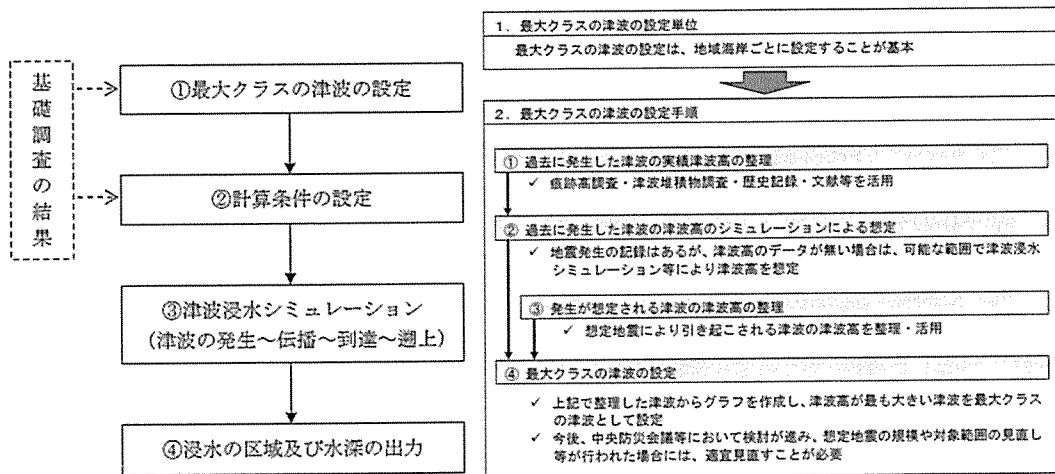 基礎調査の結果
①最大クラスの津波の設定
②計算条件の設定
③津波浸水シミュレーション
(津波の発生～伝播～到達～遡上)
④浸水の区域及び水深の出力
1．最大クラスの津波の設定単位
最大クラスの津波の設定は、地域海岸ごとに設定することが基本
2．最大クラスの津波の設定手順
① 過去に発生した津波の実績津波高の整理
✓ 痕跡高調査・津波堆積物調査・歴史記録・文献等を活用
② 過去に発生した津波の津波高のシミュレーションによる想定
✓ 地震発生の記録はあるが、津波高のデータが無い場合は、可能な範囲で津波浸水
シミュレーション等により津波高を想定
③ 発生が想定される津波の津波高の整理
✓ 想定地震により引き起こされる津波の津波高を整理・活用
④ 最大クラスの津波の設定
✓ 上記で整理した津波からグラフを作成し、津波高が最も大きい津波を最大クラス
の津波として設定
✓ 今後、中央防災会議等において検討が進み、想定地震の規模や対象範囲の見直し
等が行われた場合には、適宜見直すことが必要